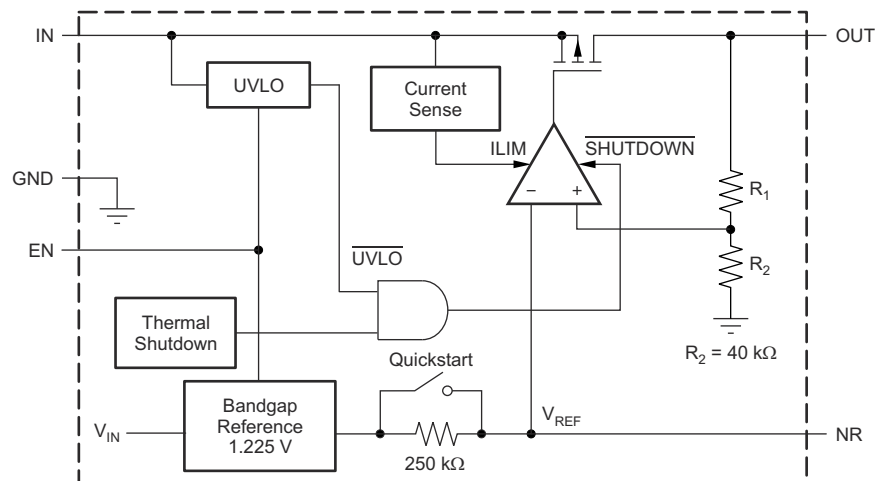 IN
OUT
UVLO
Current
Sense
ILIM
SHUTDOWN
GND
− +
R1
EN
UVLO
R2
Thermal
Shutdown
R2 = 40 kΩ
Quickstart
Bandgap
Reference
1.225 V
VIN
VREF
NR
250 kΩ